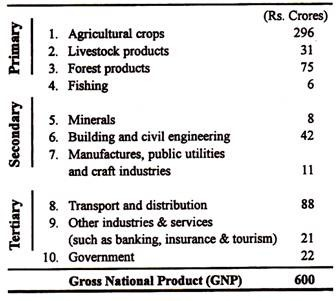 (Rs. Crores)
Primary
1. Agricultural crops 296
2. Livestock products 31
3. Forest products 75
4. Fishing 6
Secondary
5. Minerals 8
6. Building and civil engineering 42
7. Manufactures, public utilities
and craft industries 11
Tertiary
8. Transport and distribution 88
9. Other industries & services
(such as banking, insurance & tourism) 21
10. Government 22
Gross National Product (GNP) 600